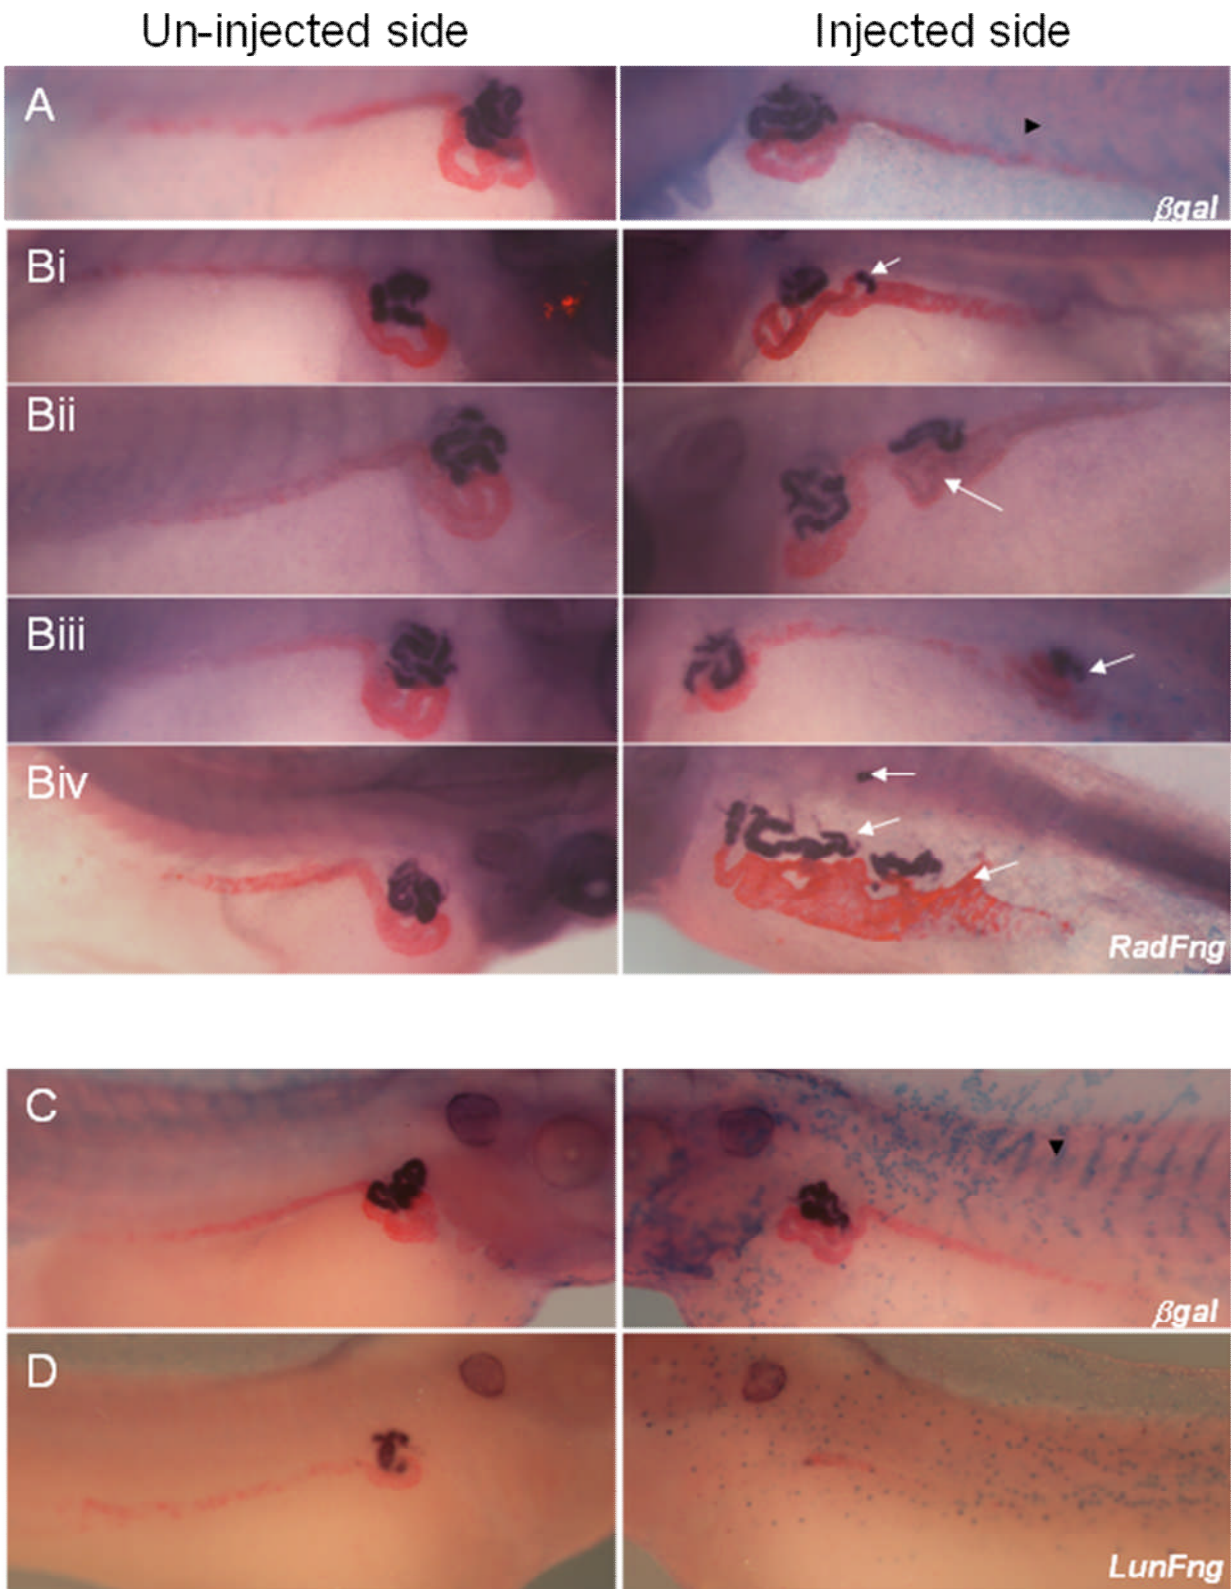 Un-injected side Injected side
A
βgal
Bi
Bii
Biii
Biv
RadFng
C
βgal
D
LunFng